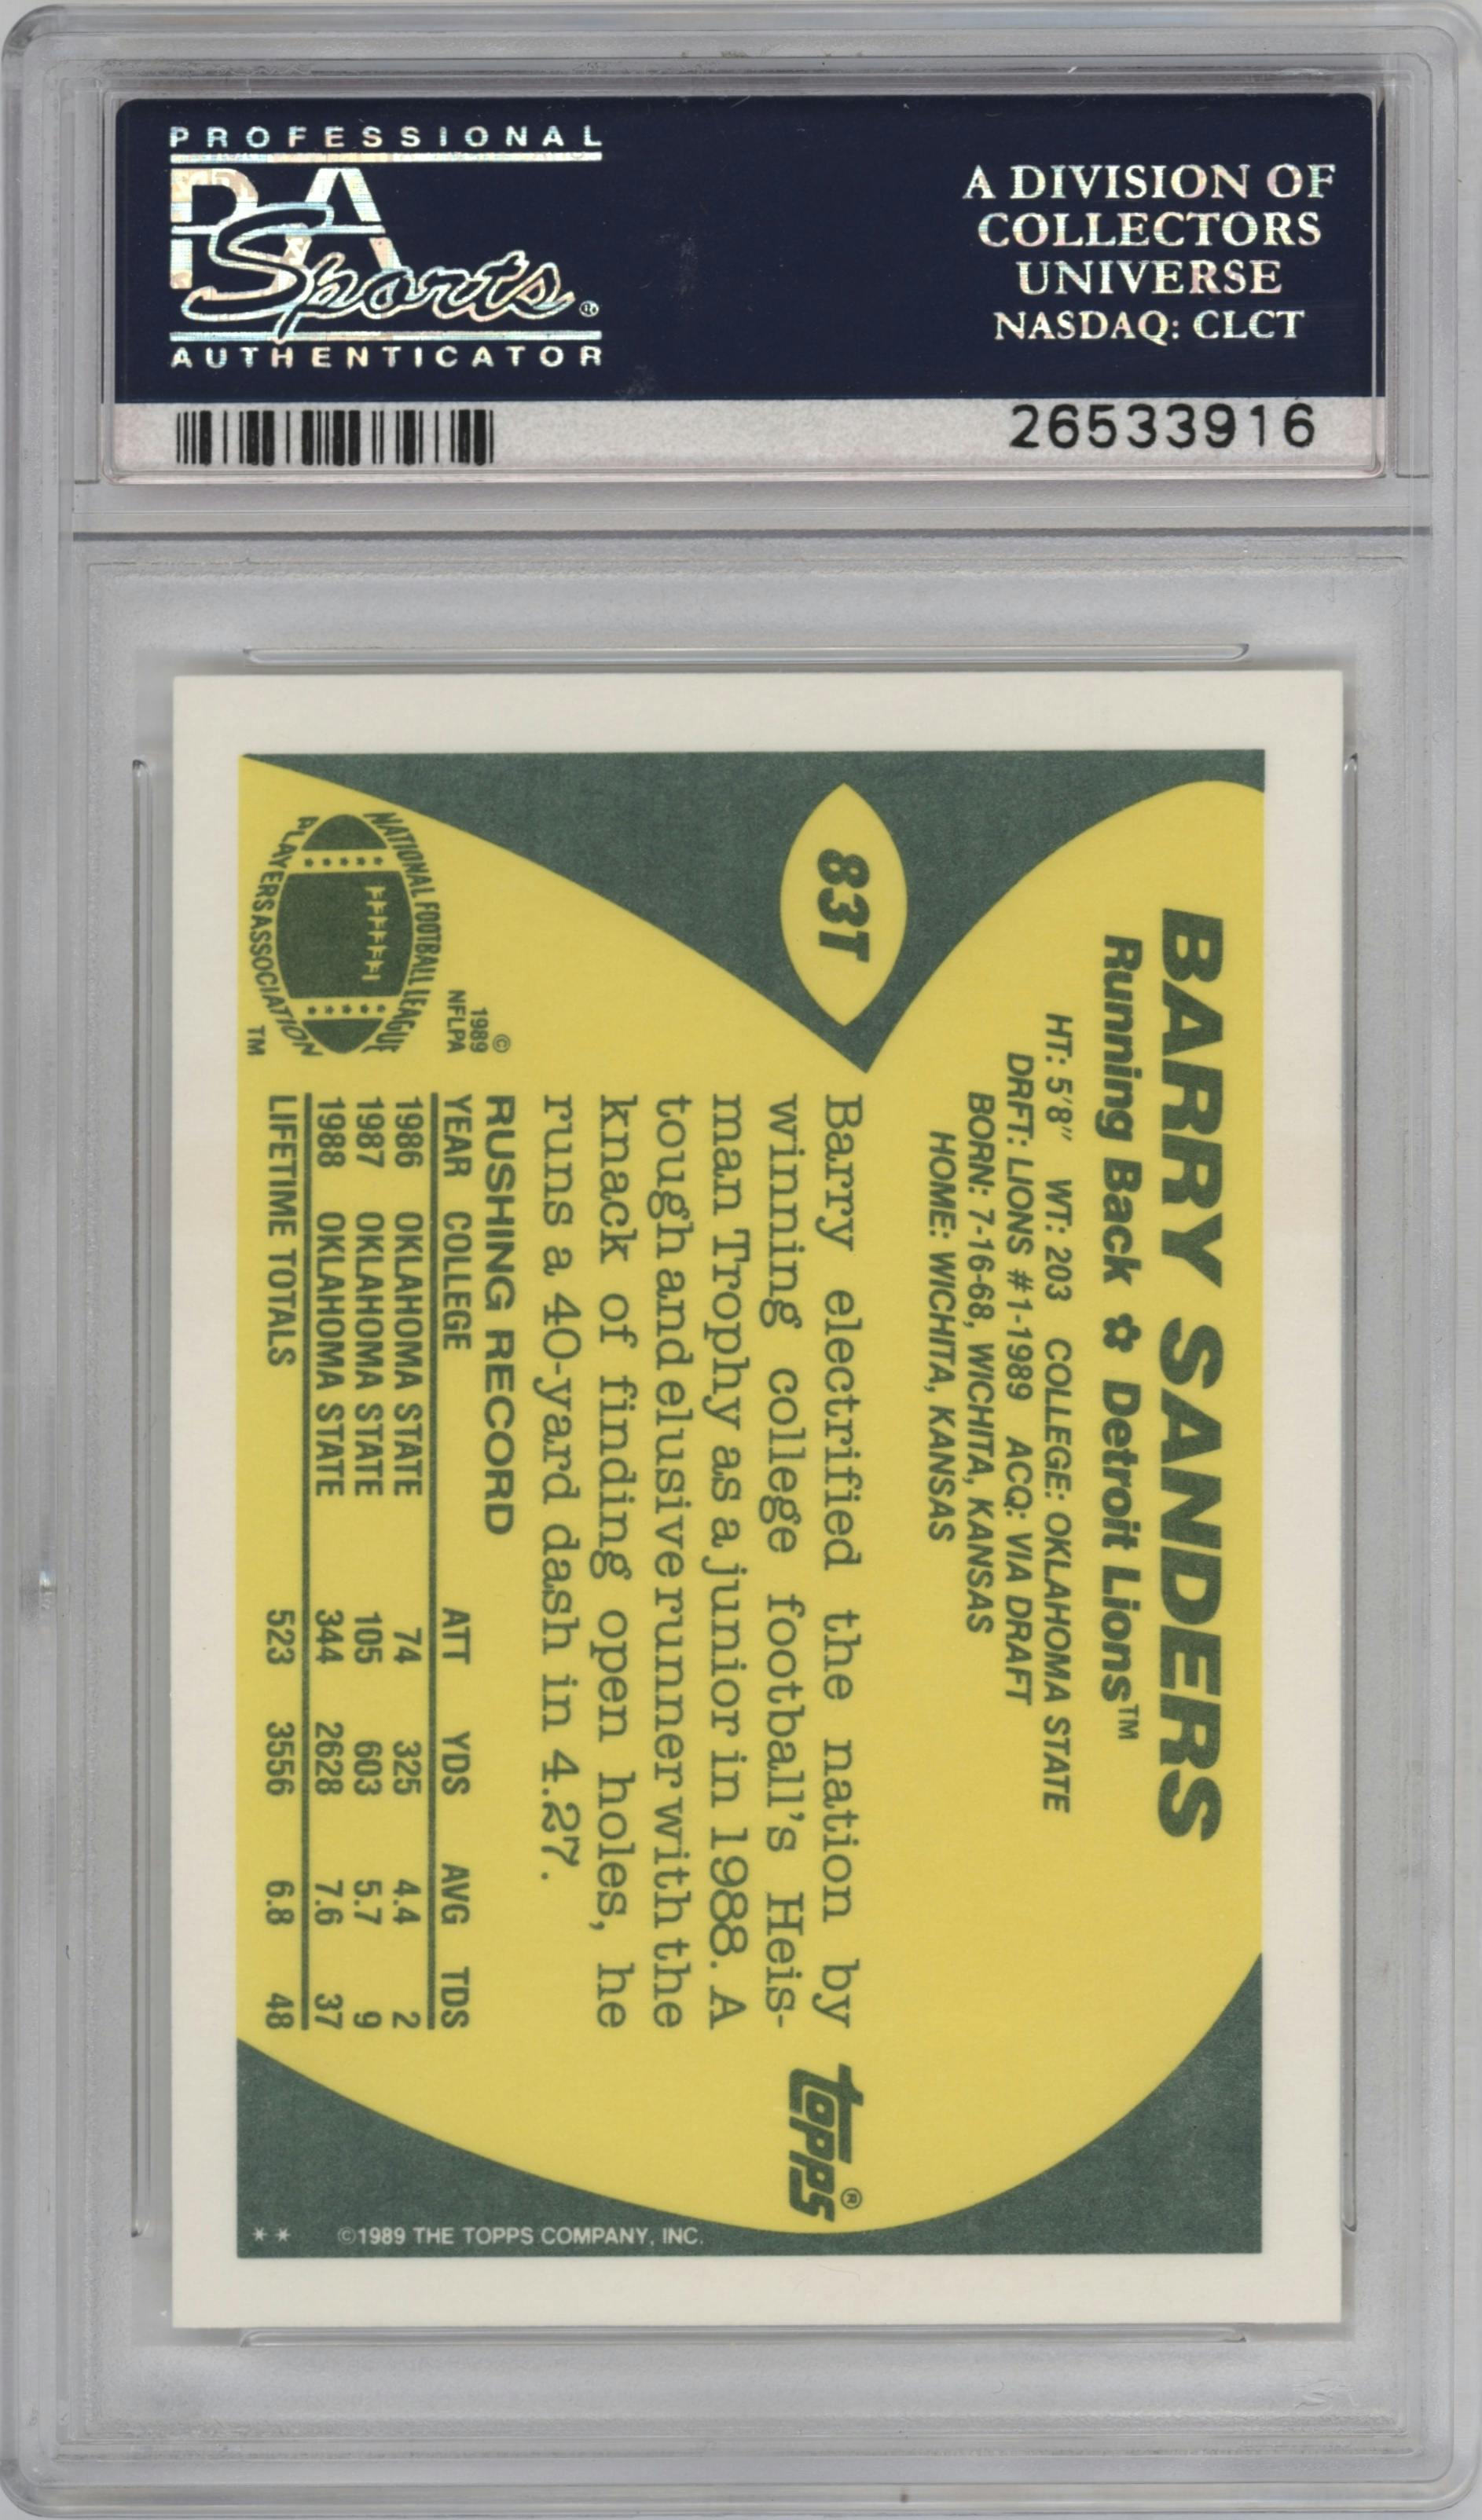 PROFESSIONAL
PSA
Sports®
AUTHENTICATOR
A DIVISION OF
COLLECTORS
UNIVERSE
NASDAQ: CLCT
26533916
83T
BARRY SANDERS
Running Back ✿ Detroit Lions™
HT: 5'8" WT: 203 COLLEGE: OKLAHOMA STATE
DRFT: LIONS #1-1989 ACQ: VIA DRAFT
BORN: 7-16-68, WICHITA, KANSAS
HOME: WICHITA, KANSAS
Barry electrified the nation by
winning college football's Heis-
man Trophy as a junior in 1988. A
tough and elusive runner with the
knack of finding open holes, he
runs a 40-yard dash in 4.27.
RUSHING RECORD
YEAR COLLEGE ATT YDS AVG TDS
1986 OKLAHOMA STATE 74 325 4.4 2
1987 OKLAHOMA STATE 105 603 5.7 9
1988 OKLAHOMA STATE 344 2628 7.6 37
LIFETIME TOTALS 523 3556 6.8 48
©
1989
NFLPA
NATIONAL FOOTBALL LEAGUE
PLAYERS ASSOCIATION
TM
topps®
** ©1989 THE TOPPS COMPANY, INC.